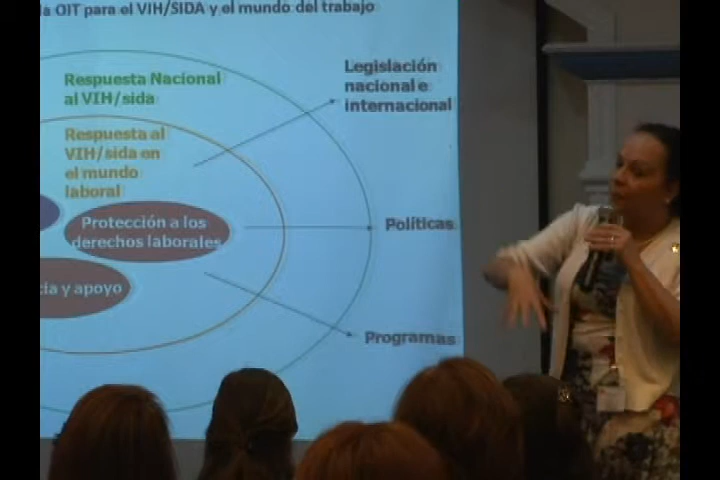 la OIT para el VIH/SIDA y el mundo del trabajo
Respuesta Nacional
al VIH/sida
Respuesta al
VIH/sida en
el mundo
laboral
Protección a los
derechos laborales
y apoyo
Legislación
nacional e
internacional
Políticas
Programas